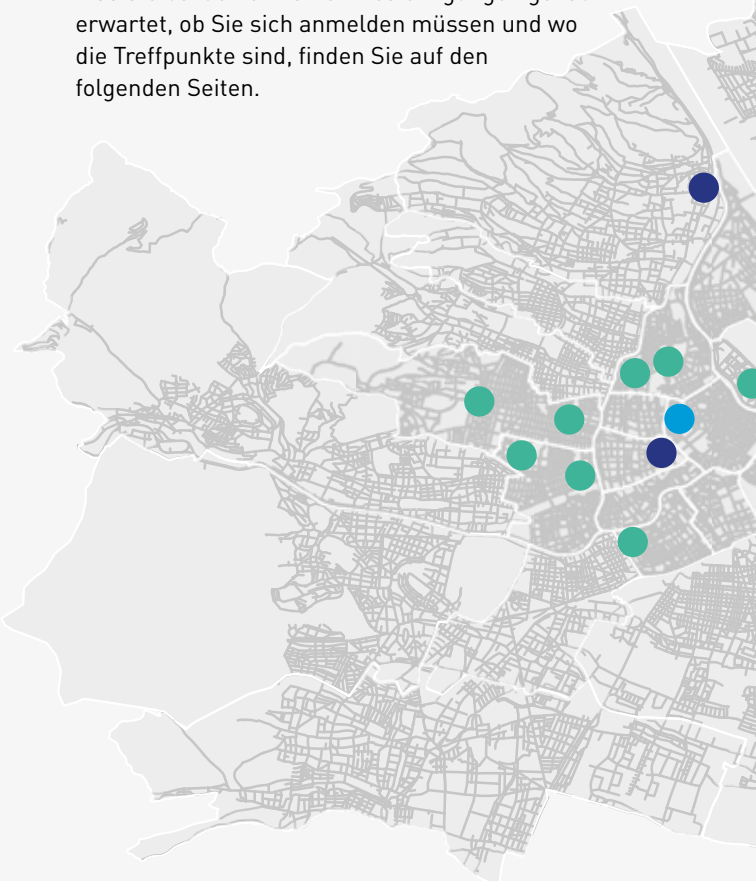 erwartet, ob Sie sich anmelden müssen und wo
die Treffpunkte sind, finden Sie auf den
folgenden Seiten.